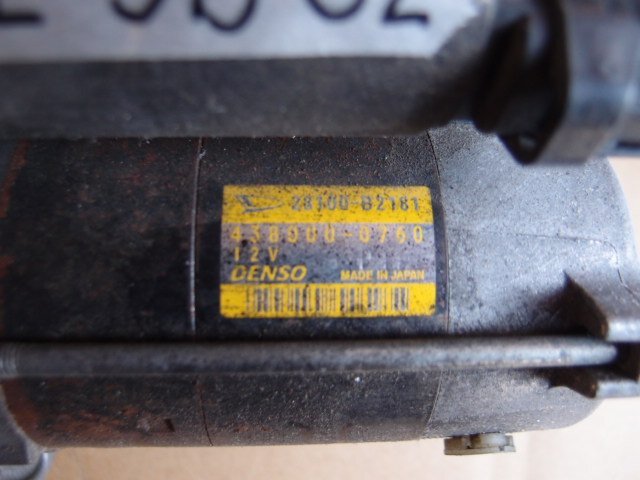 28100-B2161
438000-0760
12V
DENSO MADE IN JAPAN